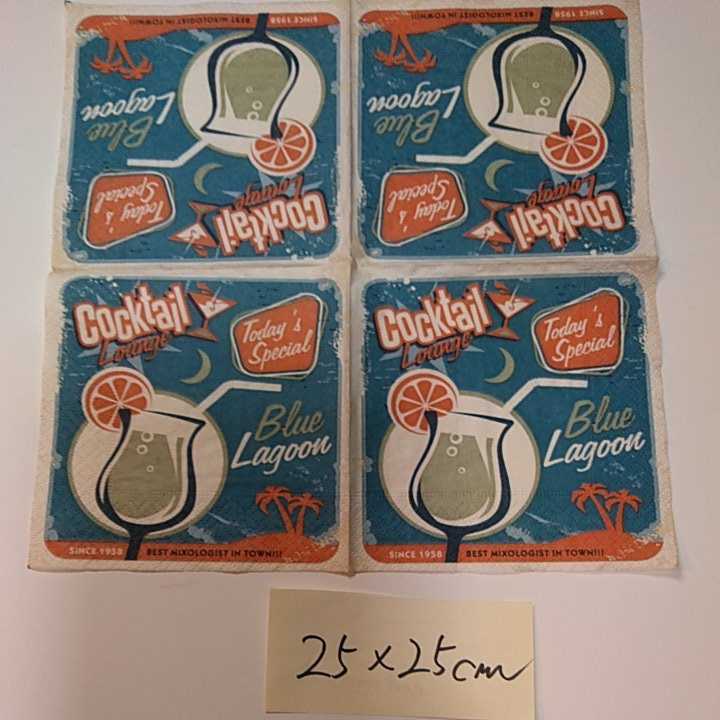 SINCE 1958 BEST MIXOLOGIST IN TOWN!!!
Blue
Lagoon
Today's
Special
Cocktail
Lounge
SINCE 1958 BEST MIXOLOGIST IN TOWN!!!
Blue
Lagoon
Today's
Special
Cocktail
Lounge
Cocktail
Lounge
Today's
Special
Blue
Lagoon
SINCE 1958 BEST MIXOLOGIST IN TOWN!!!
Cocktail
Lounge
Today's
Special
Blue
Lagoon
SINCE 1958 BEST MIXOLOGIST IN TOWN!!!
25×25cm